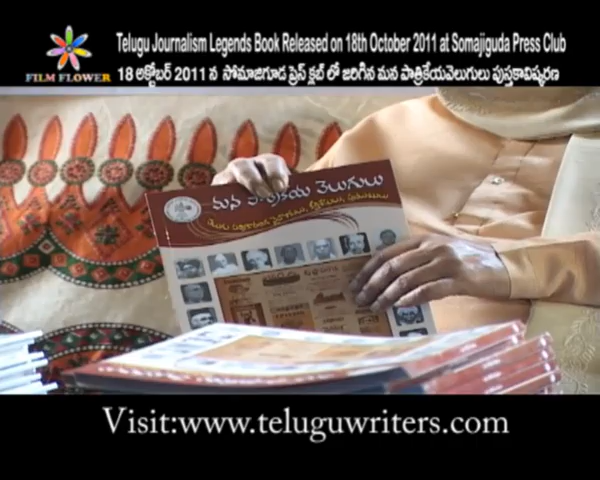 Telugu Journalism Legends Book Released on 18th October 2011 at Somajiguda Press Club
18 అక్టోబర్ 2011 న సోమాజిగూడ ప్రెస్ క్లబ్ లో జరిగిన మన పాత్రికేయవెలుగులు పుస్తకావిష్కరణ
FILM FLOWER
మన వెలుగులు
Visit:www.teluguwriters.com